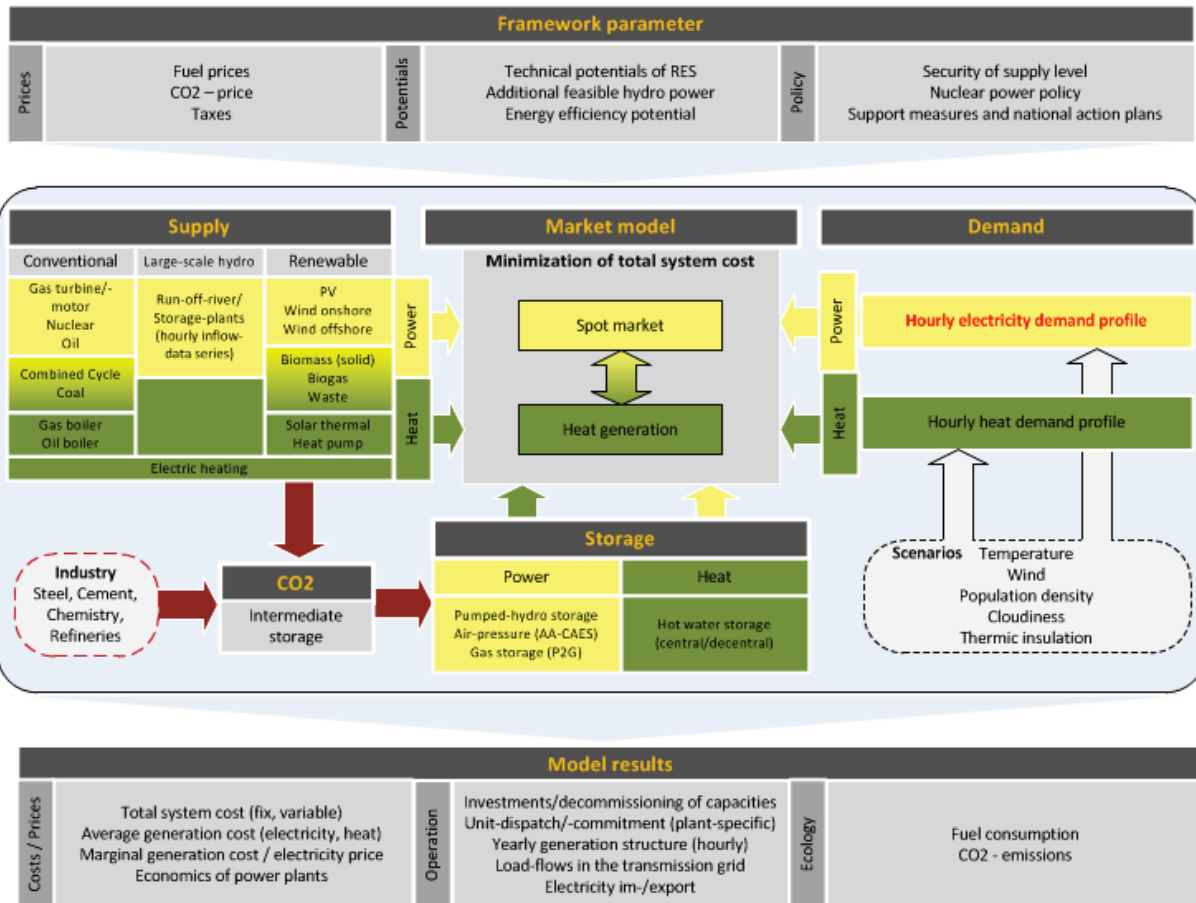 Framework parameter
Prices
Fuel prices
CO2 – price
Taxes
Potentials
Technical potentials of RES
Additional feasible hydro power
Energy efficiency potential
Policy
Security of supply level
Nuclear power policy
Support measures and national action plans
Supply
Conventional
Large-scale hydro
Renewable
Gas turbine/-
motor
Nuclear
Oil
Run-off-river/
Storage-plants
(hourly inflow-
data series)
PV
Wind onshore
Wind offshore
Combined Cycle
Coal
Biomass (solid)
Biogas
Waste
Gas boiler
Oil boiler
Solar thermal
Heat pump
Electric heating
Power
Heat
Market model
Minimization of total system cost
Spot market
Heat generation
Demand
Power
Hourly electricity demand profile
Heat
Hourly heat demand profile
Scenarios
Temperature
Wind
Population density
Cloudiness
Thermic insulation
Industry
Steel, Cement,
Chemistry,
Refineries
CO2
Intermediate
storage
Storage
Power
Heat
Pumped-hydro storage
Air-pressure (AA-CAES)
Gas storage (P2G)
Hot water storage
(central/decentral)
Model results
Costs / Prices
Total system cost (fix, variable)
Average generation cost (electricity, heat)
Marginal generation cost / electricity price
Economics of power plants
Operation
Investments/decommissioning of capacities
Unit-dispatch/-commitment (plant-specific)
Yearly generation structure (hourly)
Load-flows in the transmission grid
Electricity im-/export
Ecology
Fuel consumption
CO2 - emissions